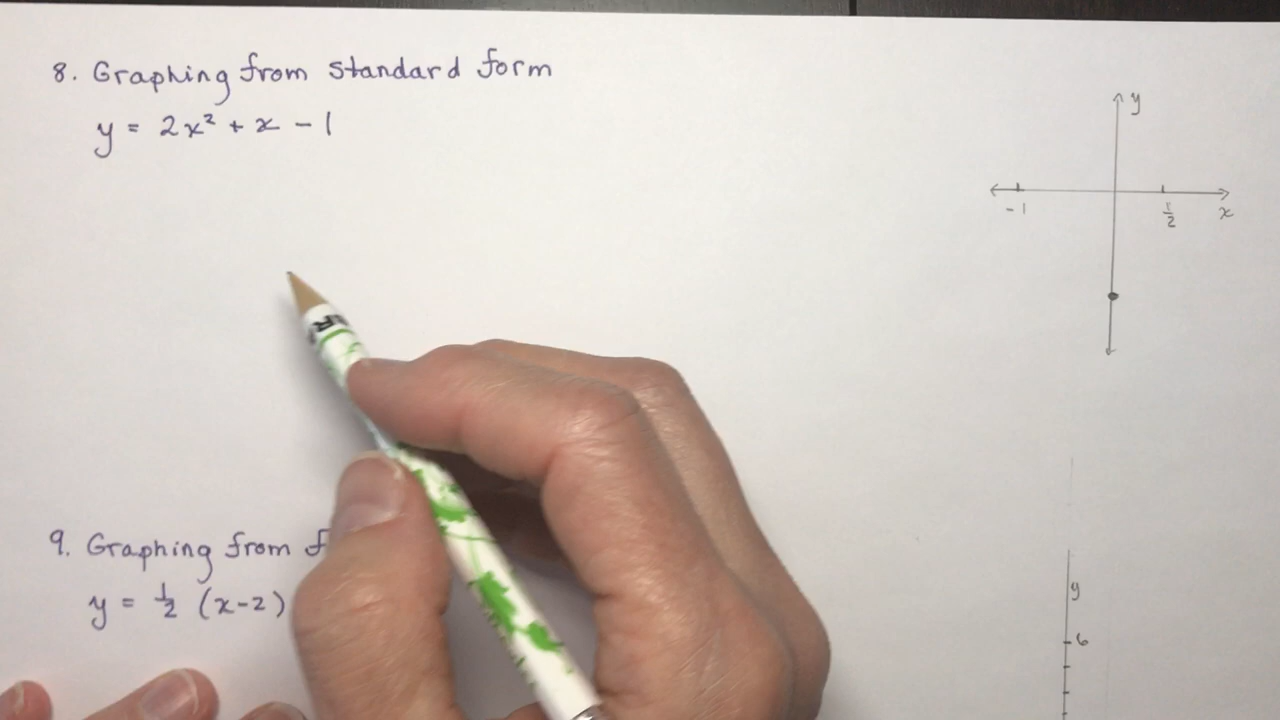 8. Graphing from standard form
y = 2x² + x - 1
y
-1
1/2
x
9. Graphing from
y = 1/2 (x-2)
y
6